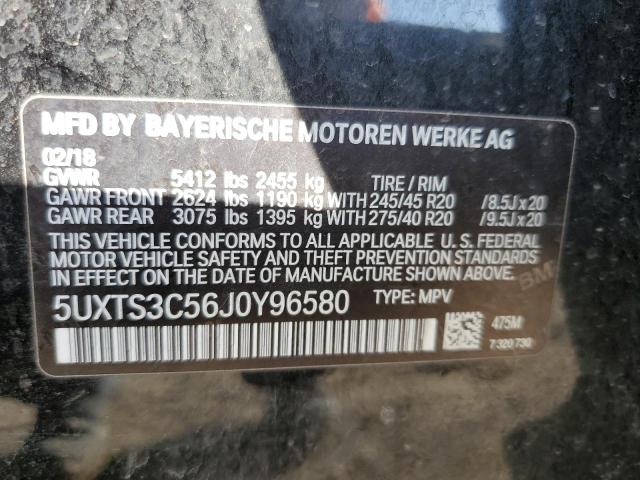 MFD BY BAYERISCHE MOTOREN WERKE AG
02/18
GVWR 5412 lbs 2455 kg TIRE / RIM
GAWR FRONT 2624 lbs 1190 kg WITH 245/45 R20 /8.5Jx20
GAWR REAR 3075 lbs 1395 kg WITH 275/40 R20 /9.5Jx20
THIS VEHICLE CONFORMS TO ALL APPLICABLE U. S. FEDERAL
MOTOR VEHICLE SAFETY AND THEFT PREVENTION STANDARDS
IN EFFECT ON THE DATE OF MANUFACTURE SHOWN ABOVE.
5UXTS3C56J0Y96580 TYPE: MPV
475M
7 320 730